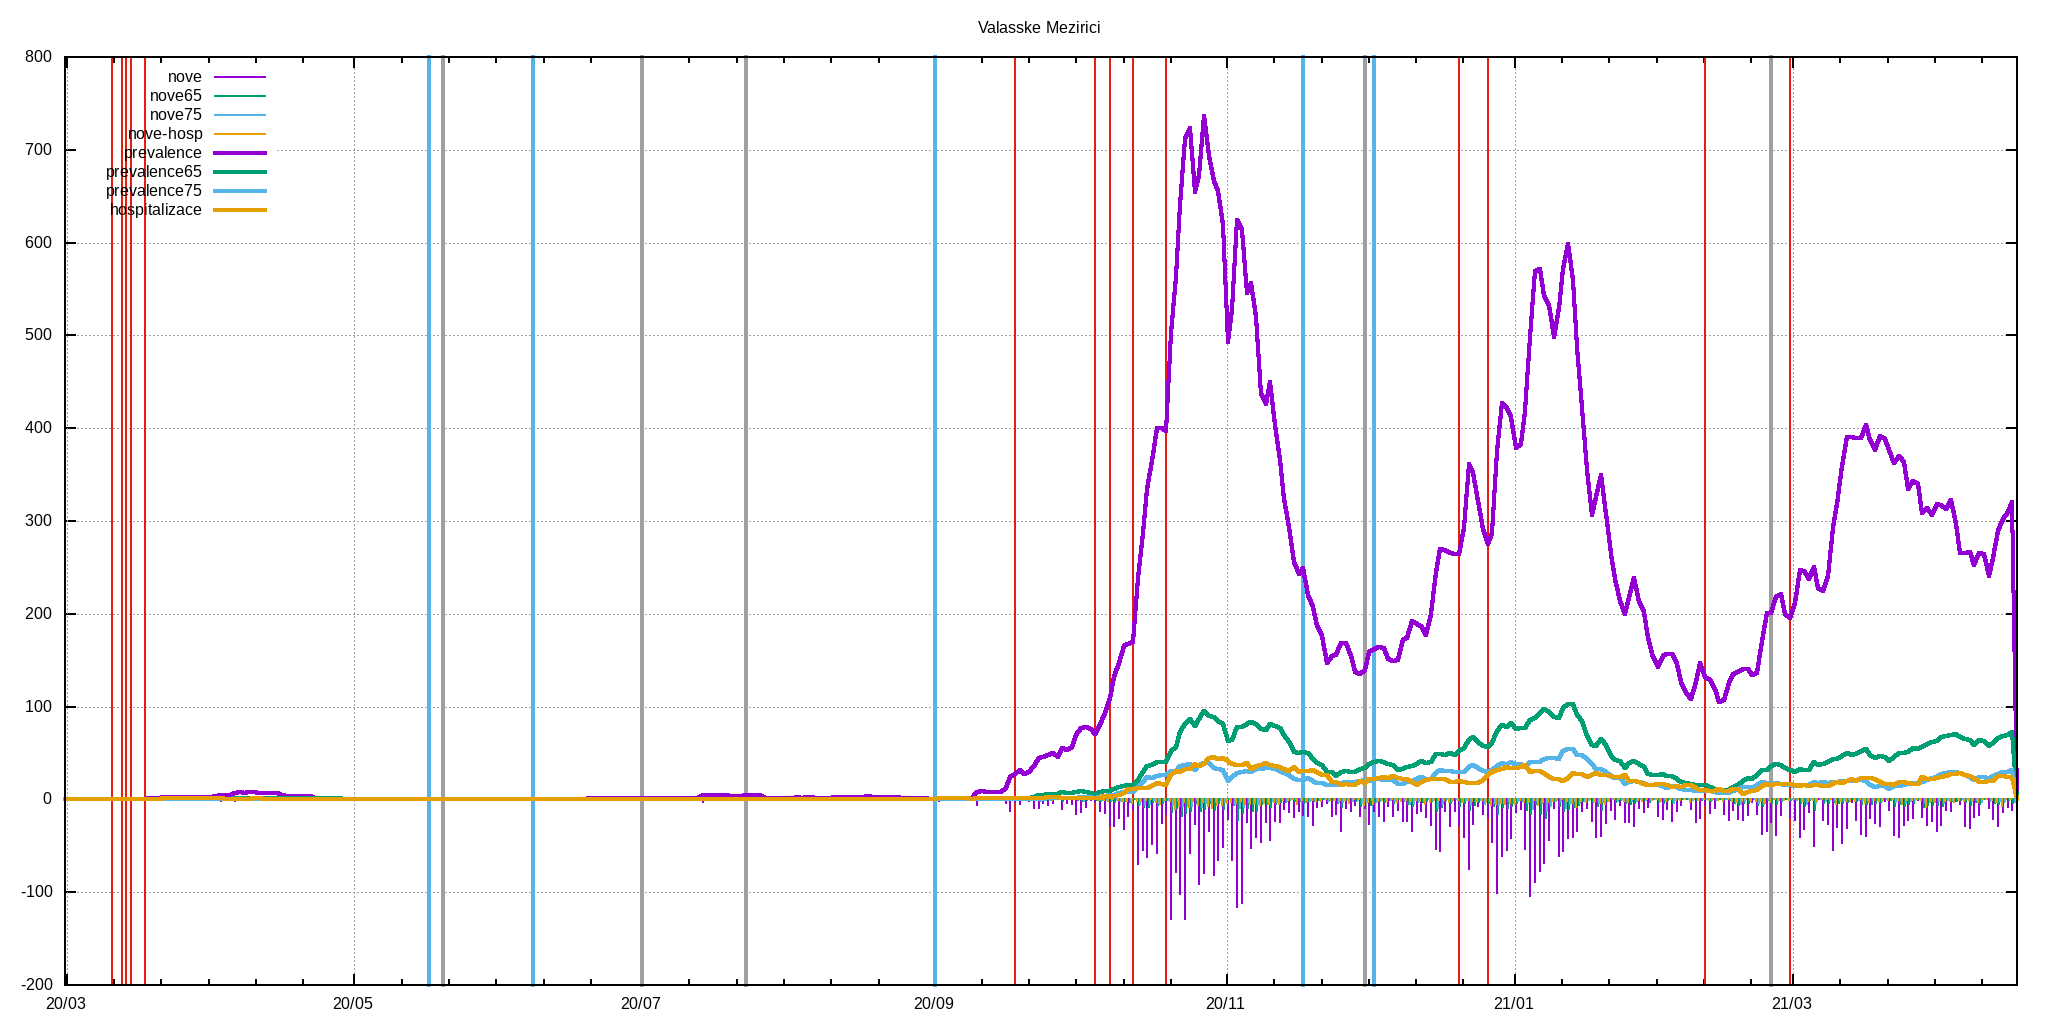 Valasske Mezirici
800
nove
nove65
nove75
nove-hosp
700
prevalence
prevalence65
prevalence75
hospitalizace
600
500
400
300
200
100
0
-100
-200
20/03 20/05 20/07 20/09 20/11 21/01 21/03